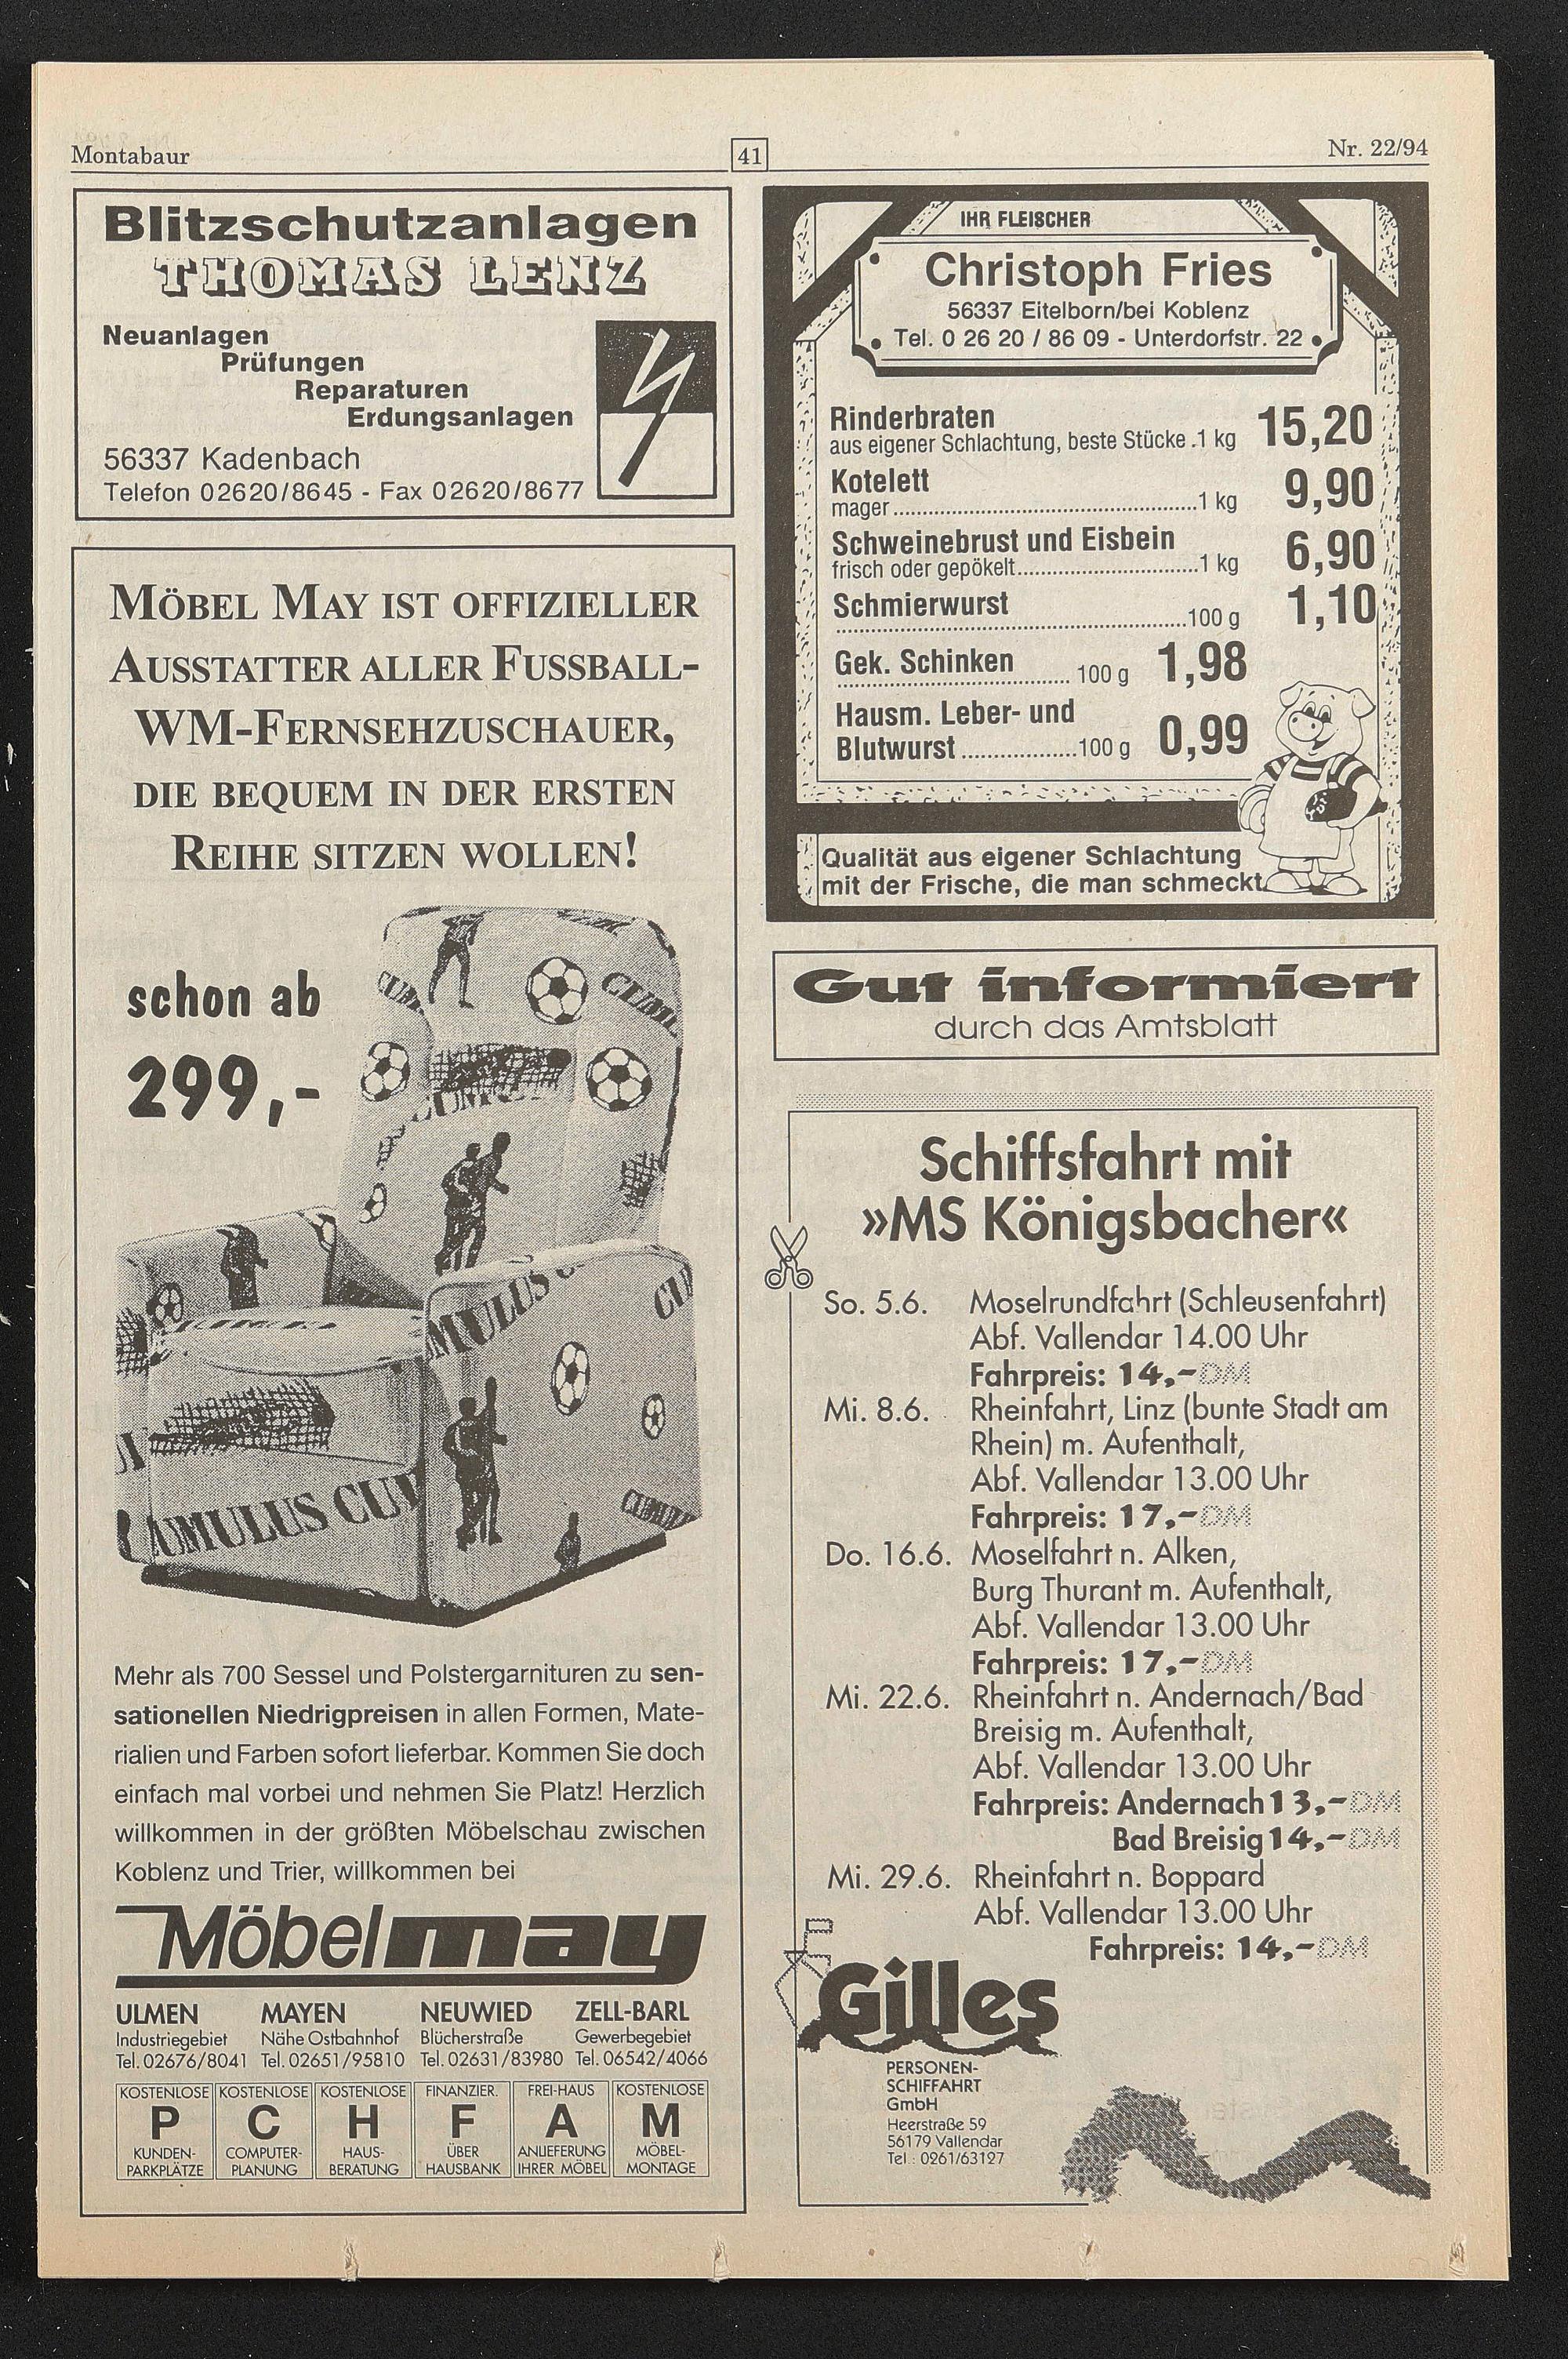 Montabaur
41
Nr. 22/94
Blitzschutzanlagen
THOMAS LENZ
Neuanlagen
Prüfungen
Reparaturen
Erdungsanlagen
56337 Kadenbach
Telefon 02620/8645 - Fax 02620/8677
MÖBEL MAY IST OFFIZIELLER
AUSSTATTER ALLER FUSSBALL-
WM-FERNSEHZUSCHAUER,
DIE BEQUEM IN DER ERSTEN
REIHE SITZEN WOLLEN!
schon ab
299,-
Mehr als 700 Sessel und Polstergarnituren zu sen-
sationellen Niedrigpreisen in allen Formen, Mate-
rialien und Farben sofort lieferbar. Kommen Sie doch
einfach mal vorbei und nehmen Sie Platz! Herzlich
willkommen in der größten Möbelschau zwischen
Koblenz und Trier, willkommen bei
Möbel may
ULMEN MAYEN NEUWIED ZELL-BARL
Industriegebiet Nähe Ostbahnhof Blücherstraße Gewerbegebiet
Tel. 02676/8041 Tel. 02651/95810 Tel. 02631/83980 Tel. 06542/4066
KOSTENLOSE KOSTENLOSE KOSTENLOSE FINANZIER. FREI-HAUS KOSTENLOSE
P C H F A M
KUNDEN- COMPUTER- HAUS- ÜBER ANLIEFERUNG MÖBEL-
PARKPLÄTZE PLANUNG BERATUNG HAUSBANK IHRER MÖBEL MONTAGE
IHR FLEISCHER
Christoph Fries
56337 Eitelborn/bei Koblenz
Tel. 0 26 20 / 86 09 - Unterdorfstr. 22
Rinderbraten
aus eigener Schlachtung, beste Stücke .1 kg 15,20
Kotelett
mager ....................1 kg 9,90
Schweinebrust und Eisbein
frisch oder gepökelt....................1 kg 6,90
Schmierwurst
....................100 g 1,10
Gek. Schinken
.................... 100 g 1,98
Hausm. Leber- und
Blutwurst ....................100 g 0,99
Qualität aus eigener Schlachtung
mit der Frische, die man schmeckt.
Gut informiert
durch das Amtsblatt
Schiffsfahrt mit
»MS Königsbacher«
So. 5.6. Moselrundfahrt (Schleusenfahrt)
Abf. Vallendar 14.00 Uhr
Fahrpreis: 14,- DM
Mi. 8.6. Rheinfahrt, Linz (bunte Stadt am
Rhein) m. Aufenthalt,
Abf. Vallendar 13.00 Uhr
Fahrpreis: 17,- DM
Do. 16.6. Moselfahrt n. Alken,
Burg Thurant m. Aufenthalt,
Abf. Vallendar 13.00 Uhr
Fahrpreis: 17,- DM
Mi. 22.6. Rheinfahrt n. Andernach/Bad
Breisig m. Aufenthalt,
Abf. Vallendar 13.00 Uhr
Fahrpreis: Andernach 13,- DM
Bad Breisig 14,- DM
Mi. 29.6. Rheinfahrt n. Boppard
Abf. Vallendar 13.00 Uhr
Fahrpreis: 14,- DM
Gilles
PERSONEN-
SCHIFFAHRT
GmbH
Heerstraße 59
56179 Vallendar
Tel.: 0261/63127